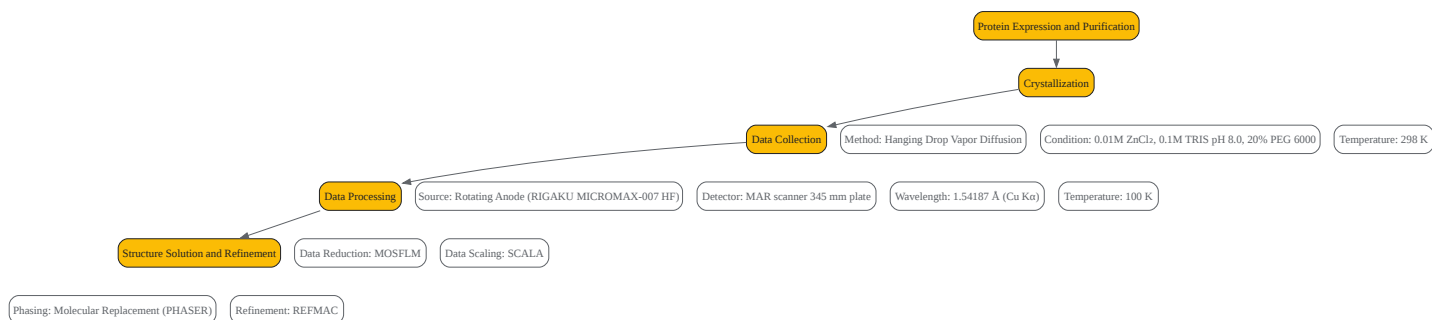 Protein Expression and Purification
Crystallization
Data Collection
Method: Hanging Drop Vapor Diffusion
Condition: 0.01M ZnCl₂, 0.1M TRIS pH 8.0, 20% PEG 6000
Temperature: 298 K
Data Processing
Source: Rotating Anode (RIGAKU MICROMAX-007 HF)
Detector: MAR scanner 345 mm plate
Wavelength: 1.54187 Å (Cu Kα)
Temperature: 100 K
Structure Solution and Refinement
Data Reduction: MOSFLM
Data Scaling: SCALA
Phasing: Molecular Replacement (PHASER)
Refinement: REFMAC